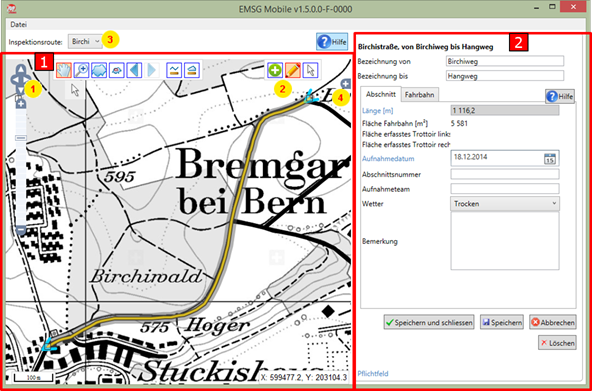 EMSG Mobile v1.5.0.0-F-0000
Datei
Inspektionsroute: Birchi 3 Hilfe
1
1 2 4
595
Bremgar
bei Bern
Birchiwald
575 Hoger
Stuckishaus
100 m
X: 599477.2, Y: 203104.3
2
Birchistraße, von Birchiweg bis Hangweg
Bezeichnung von Birchiweg
Bezeichnung bis Hangweg
Abschnitt Fahrbahn Hilfe
Länge [m] 1 116,2
Fläche Fahrbahn [m²] 5 581
Fläche erfasstes Trottoir links
Fläche erfasstes Trottoir rech
Aufnahmedatum 18.12.2014 15
Abschnittsnummer
Aufnahmeteam
Wetter Trocken
Bemerkung
Speichern und schliessen Speichern Abbrechen
Löschen
Pflichtfeld